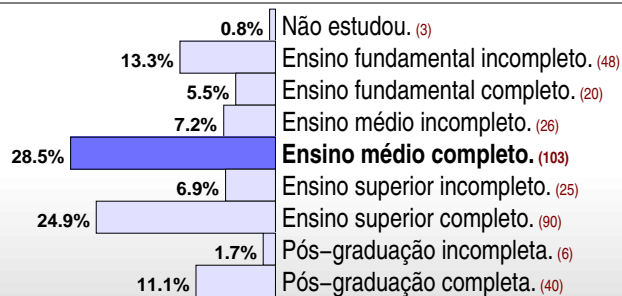 0.8% Não estudou. (3)
13.3% Ensino fundamental incompleto. (48)
5.5% Ensino fundamental completo. (20)
7.2% Ensino médio incompleto. (26)
28.5% Ensino médio completo. (103)
6.9% Ensino superior incompleto. (25)
24.9% Ensino superior completo. (90)
1.7% Pós−graduação incompleta. (6)
11.1% Pós−graduação completa. (40)